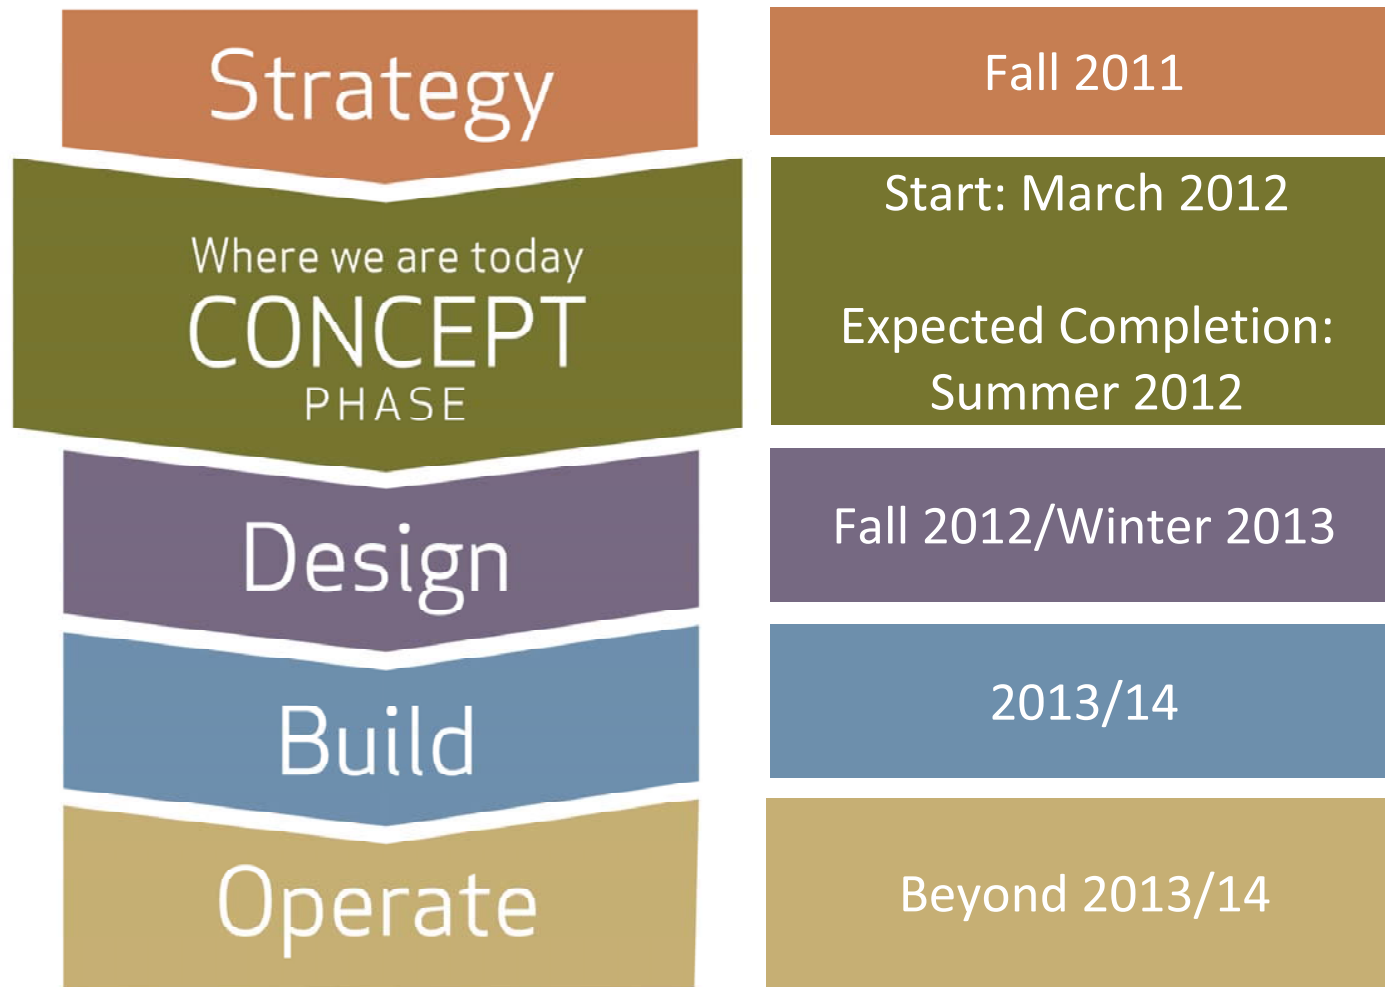 Strategy
Fall 2011
Where we are today
CONCEPT
PHASE
Start: March 2012
Expected Completion:
Summer 2012
Design
Fall 2012/Winter 2013
Build
2013/14
Operate
Beyond 2013/14